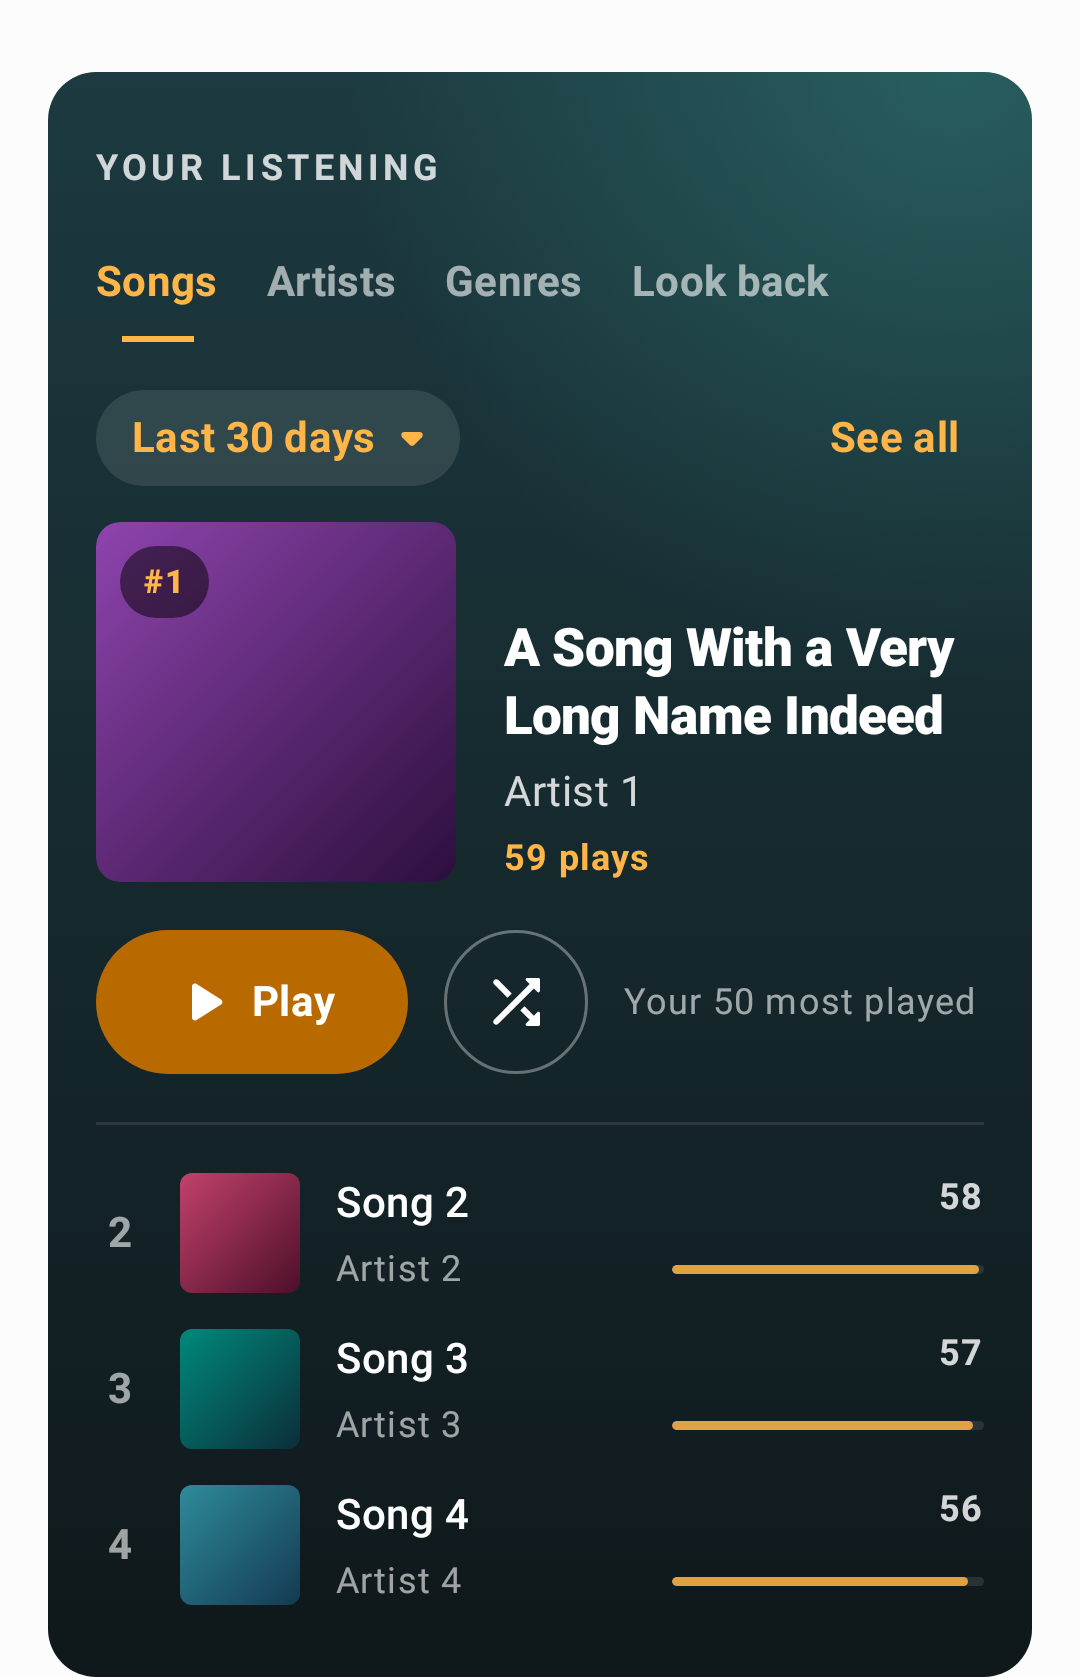 YOUR LISTENING
Songs Artists Genres Look back
Last 30 days See all
#1
A Song With a Very
Long Name Indeed
Artist 1
59 plays
Play Your 50 most played
2 Song 2 58
Artist 2
3 Song 3 57
Artist 3
4 Song 4 56
Artist 4